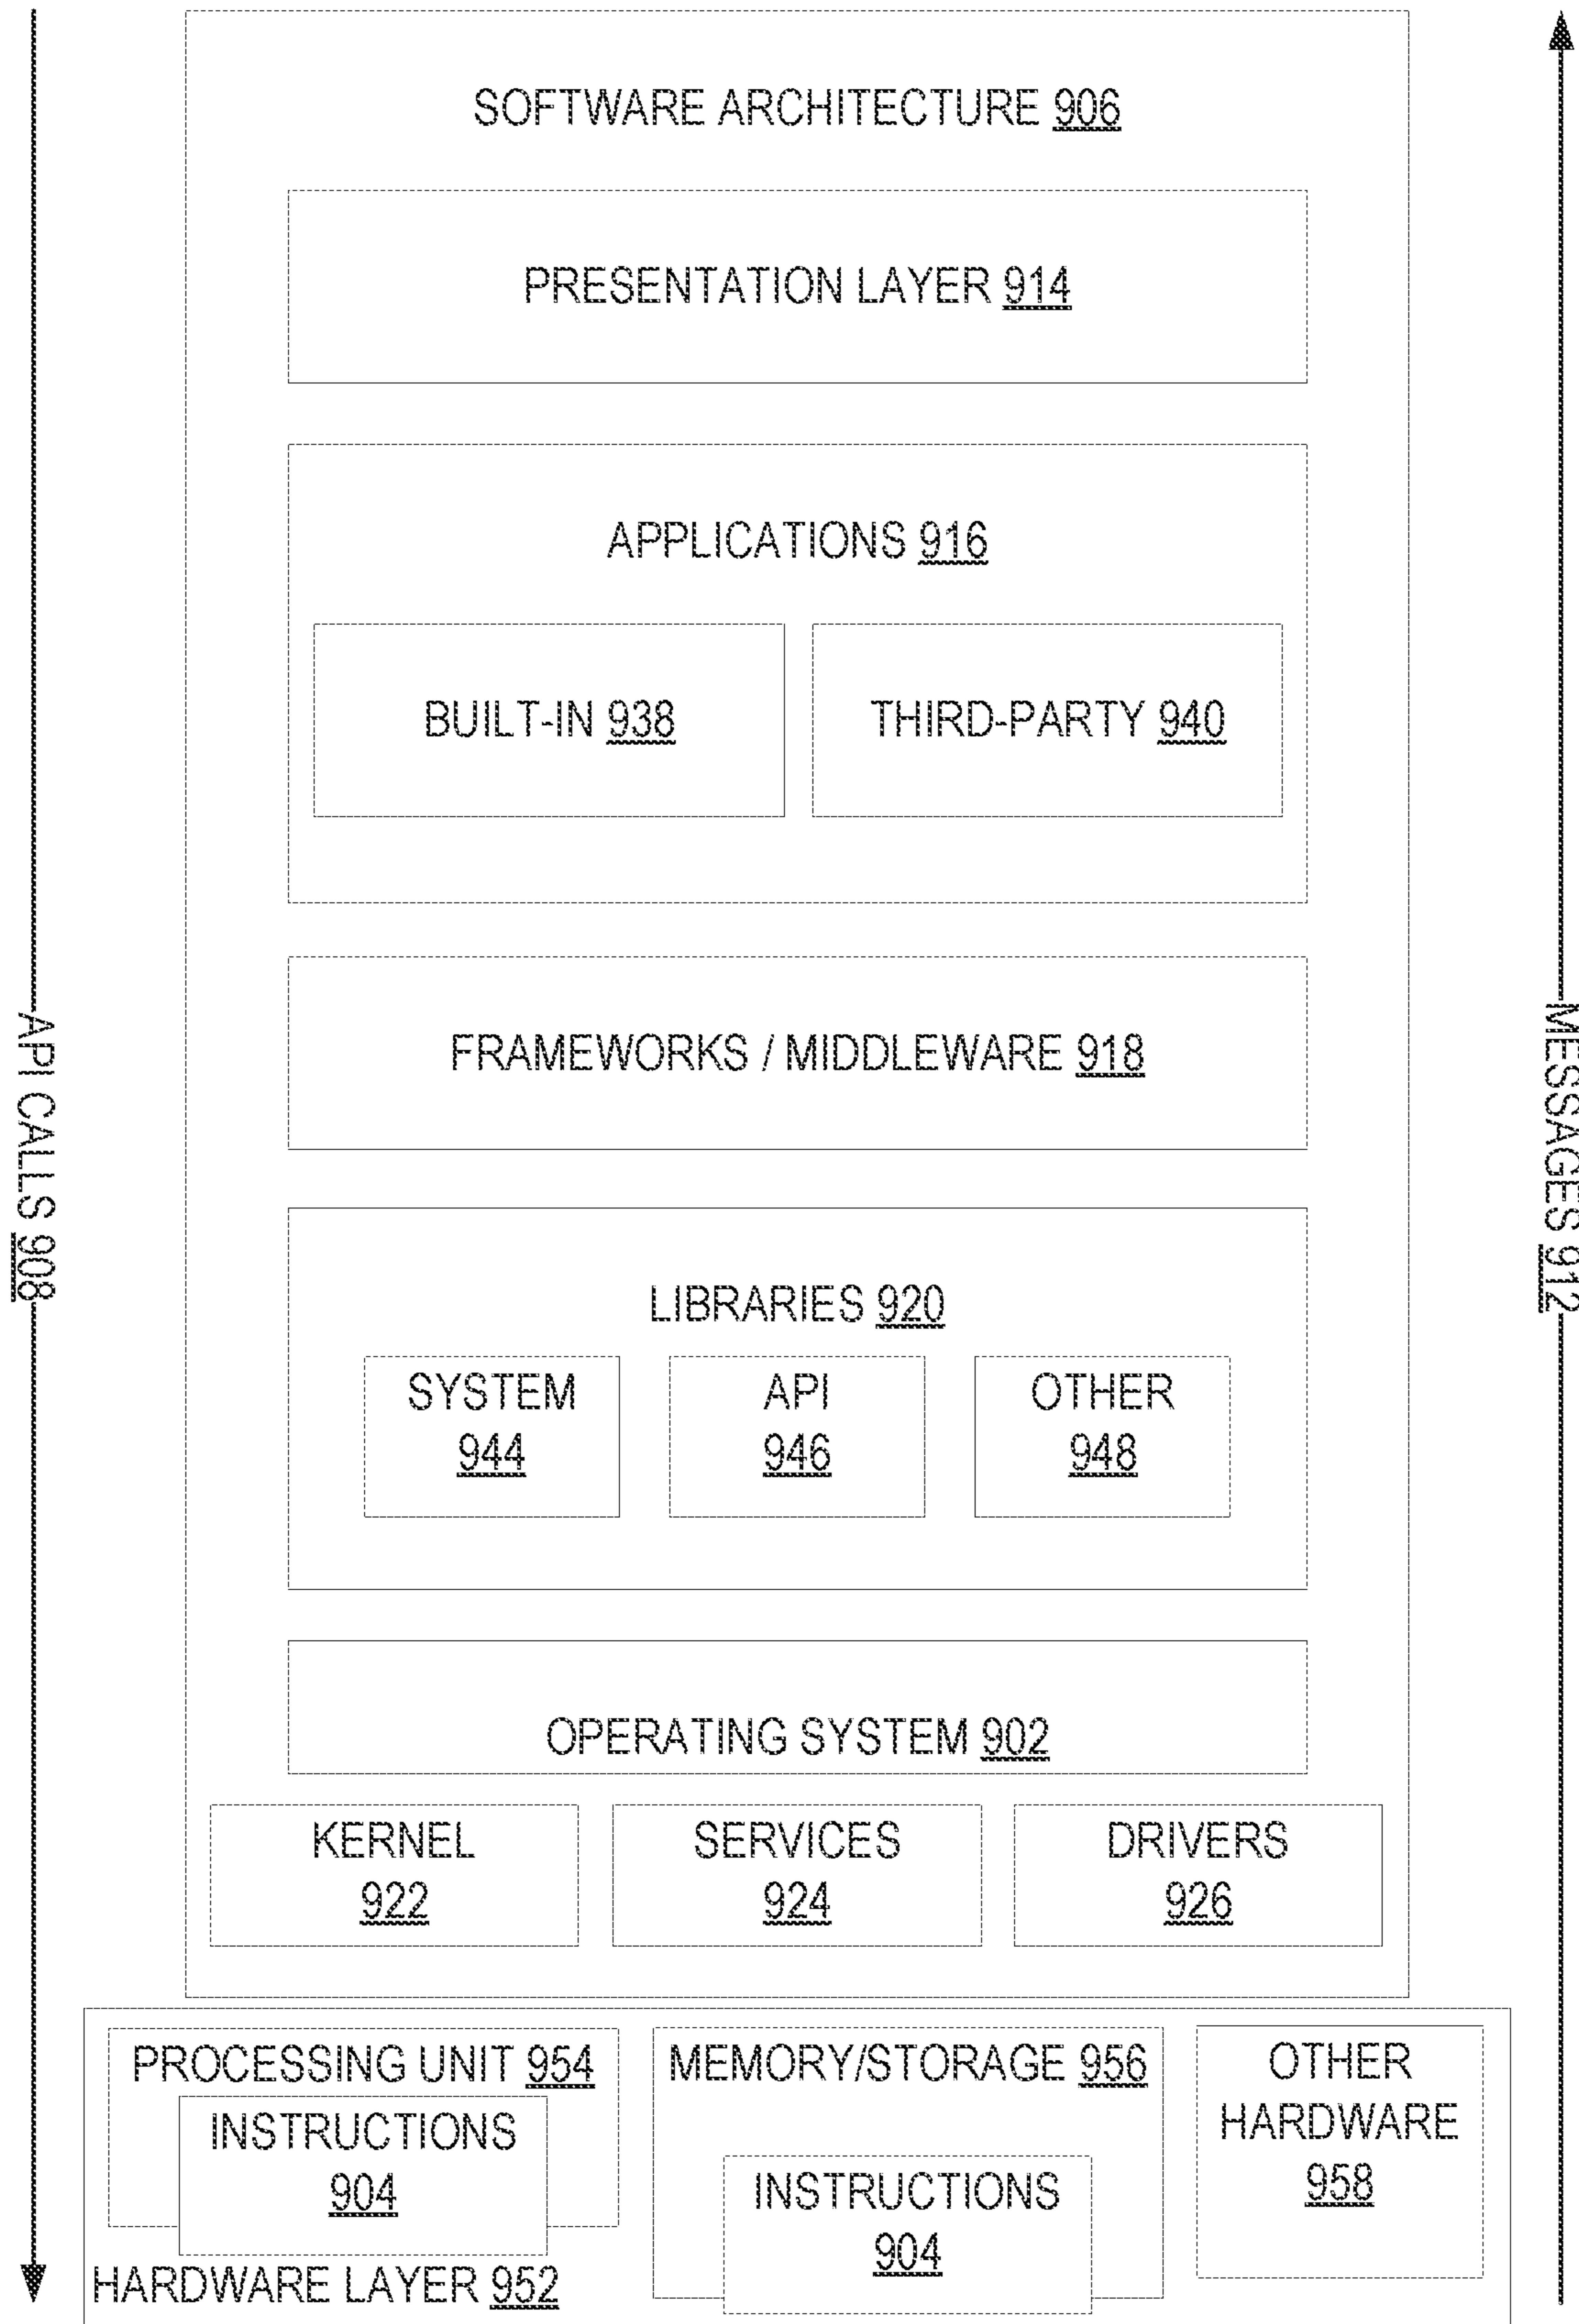 SOFTWARE ARCHITECTURE 906
PRESENTATION LAYER 914
APPLICATIONS 916
BUILT-IN 938
THIRD-PARTY 940
FRAMEWORKS / MIDDLEWARE 918
API CALLS 908
MESSAGES 912
LIBRARIES 920
SYSTEM
944
API
946
OTHER
948
OPERATING SYSTEM 902
KERNEL
922
SERVICES
924
DRIVERS
926
PROCESSING UNIT 954
INSTRUCTIONS
904
MEMORY/STORAGE 956
INSTRUCTIONS
904
OTHER
HARDWARE
958
HARDWARE LAYER 952